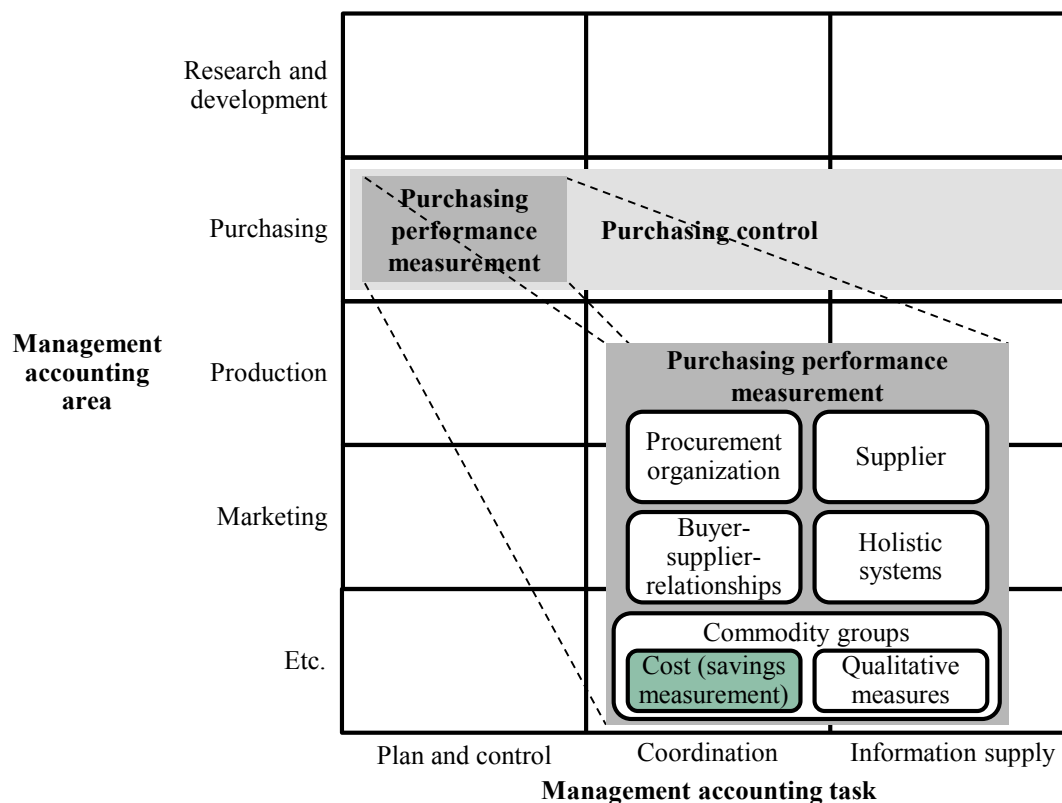 Research and
development
Purchasing
performance
measurement
Purchasing
Purchasing control
Management
accounting
area
Production
Purchasing performance
measurement
Procurement
organization
Supplier
Marketing
Buyer-
supplier-
relationships
Holistic
systems
Etc.
Commodity groups
Cost (savings
measurement)
Qualitative
measures
Plan and control
Coordination
Information supply
Management accounting task